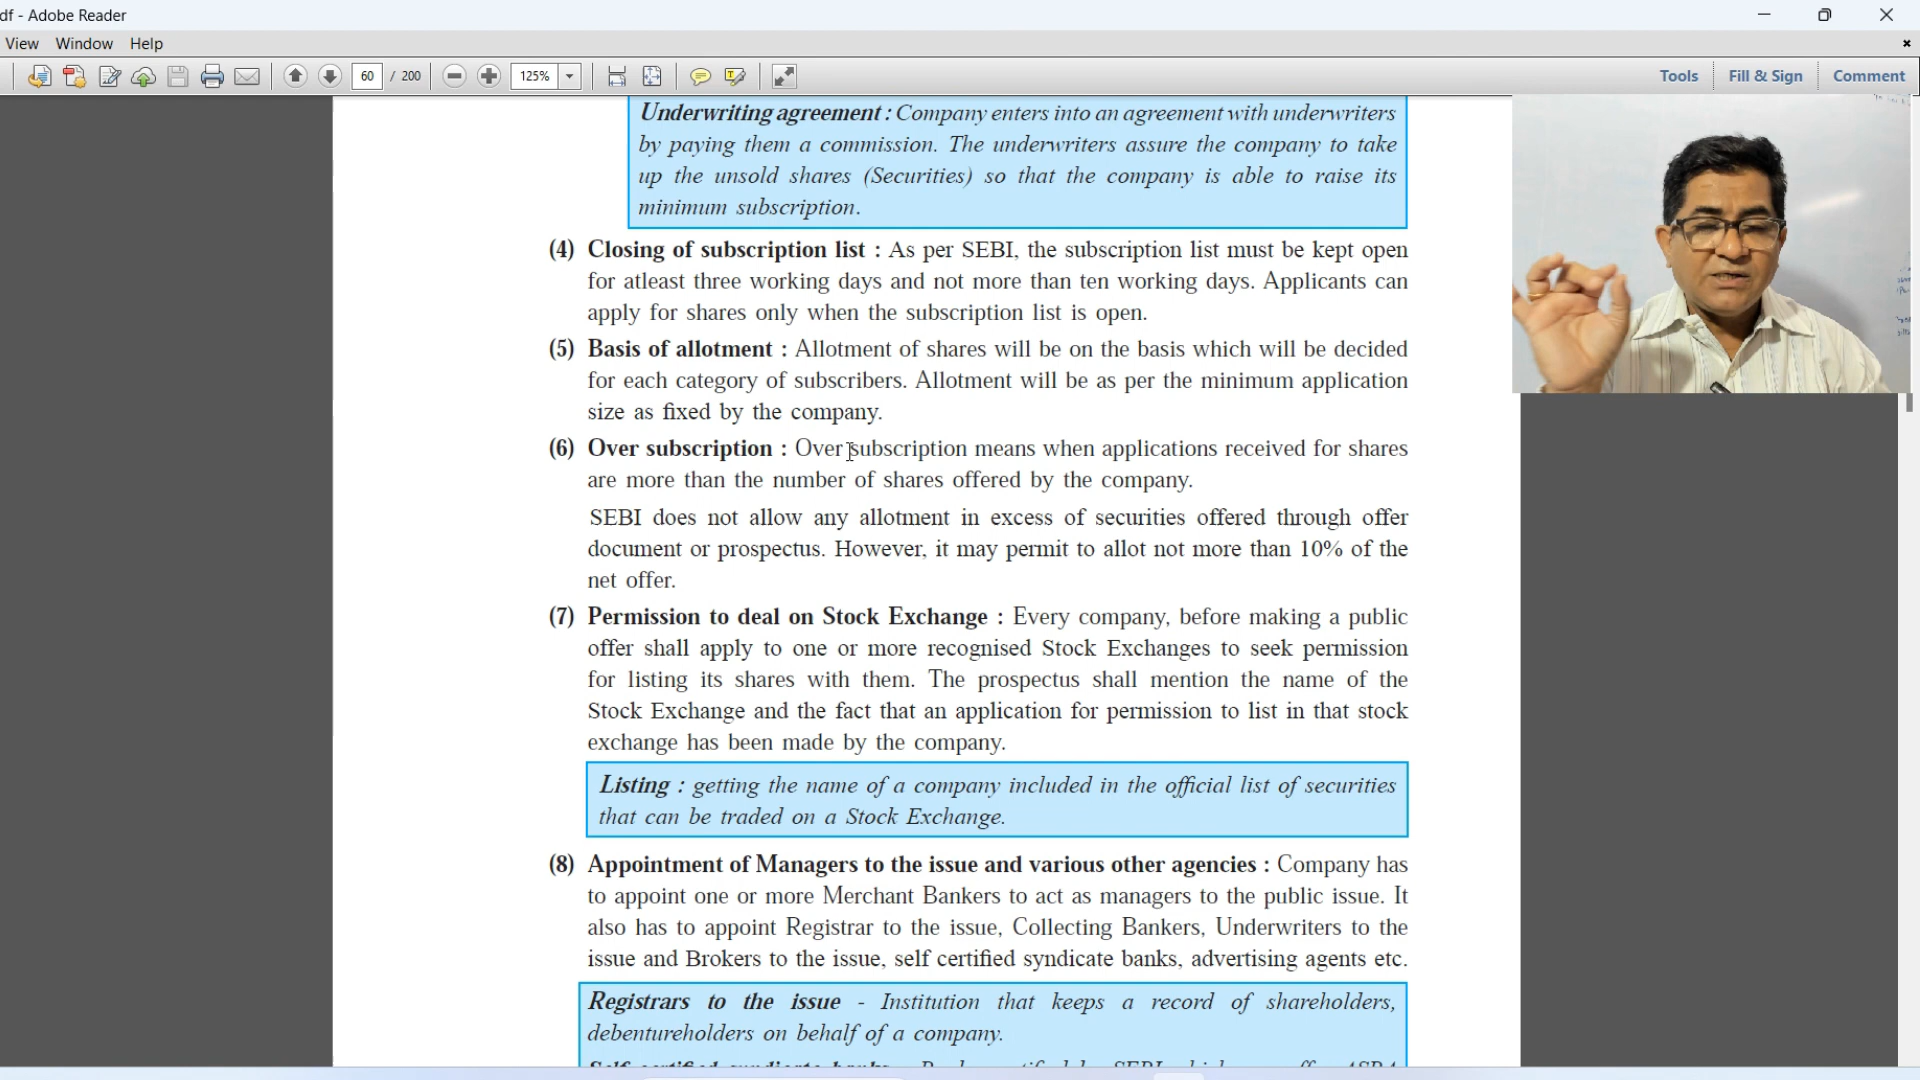 df - Adobe Reader
View Window Help
60 / 200 125% Tools Fill & Sign Comment
Underwriting agreement : Company enters into an agreement with underwriters
by paying them a commission. The underwriters assure the company to take
up the unsold shares (Securities) so that the company is able to raise its
minimum subscription.
(4) Closing of subscription list : As per SEBI, the subscription list must be kept open
for atleast three working days and not more than ten working days. Applicants can
apply for shares only when the subscription list is open.
(5) Basis of allotment : Allotment of shares will be on the basis which will be decided
for each category of subscribers. Allotment will be as per the minimum application
size as fixed by the company.
(6) Over subscription : Over subscription means when applications received for shares
are more than the number of shares offered by the company.
SEBI does not allow any allotment in excess of securities offered through offer
document or prospectus. However, it may permit to allot not more than 10% of the
net offer.
(7) Permission to deal on Stock Exchange : Every company, before making a public
offer shall apply to one or more recognised Stock Exchanges to seek permission
for listing its shares with them. The prospectus shall mention the name of the
Stock Exchange and the fact that an application for permission to list in that stock
exchange has been made by the company.
Listing : getting the name of a company included in the official list of securities
that can be traded on a Stock Exchange.
(8) Appointment of Managers to the issue and various other agencies : Company has
to appoint one or more Merchant Bankers to act as managers to the public issue. It
also has to appoint Registrar to the issue, Collecting Bankers, Underwriters to the
issue and Brokers to the issue, self certified syndicate banks, advertising agents etc.
Registrars to the issue - Institution that keeps a record of shareholders,
debentureholders on behalf of a company.